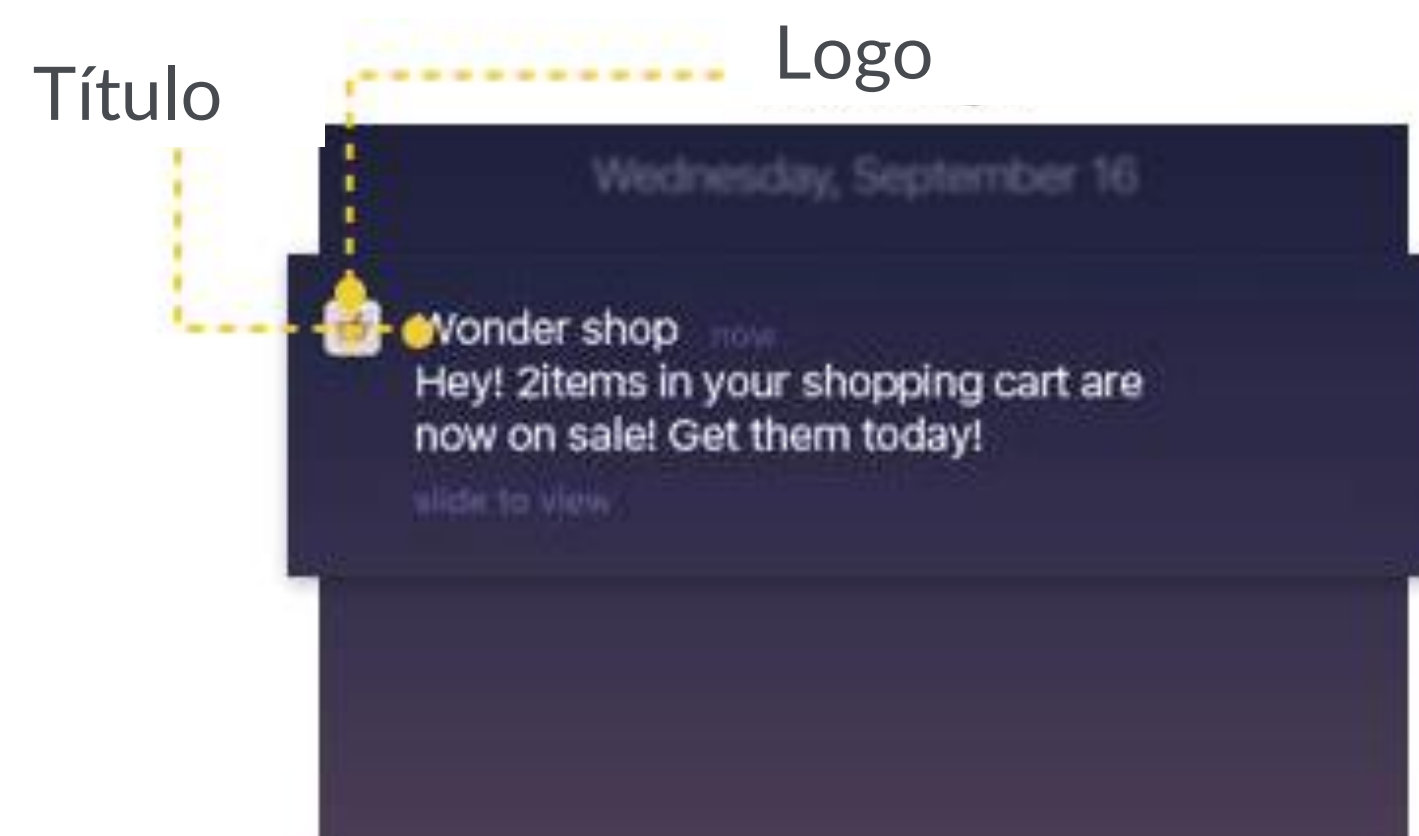 Logo
Título
Wednesday, September 16
Wonder shop now
Hey! 2items in your shopping cart are
now on sale! Get them today!
slide to view